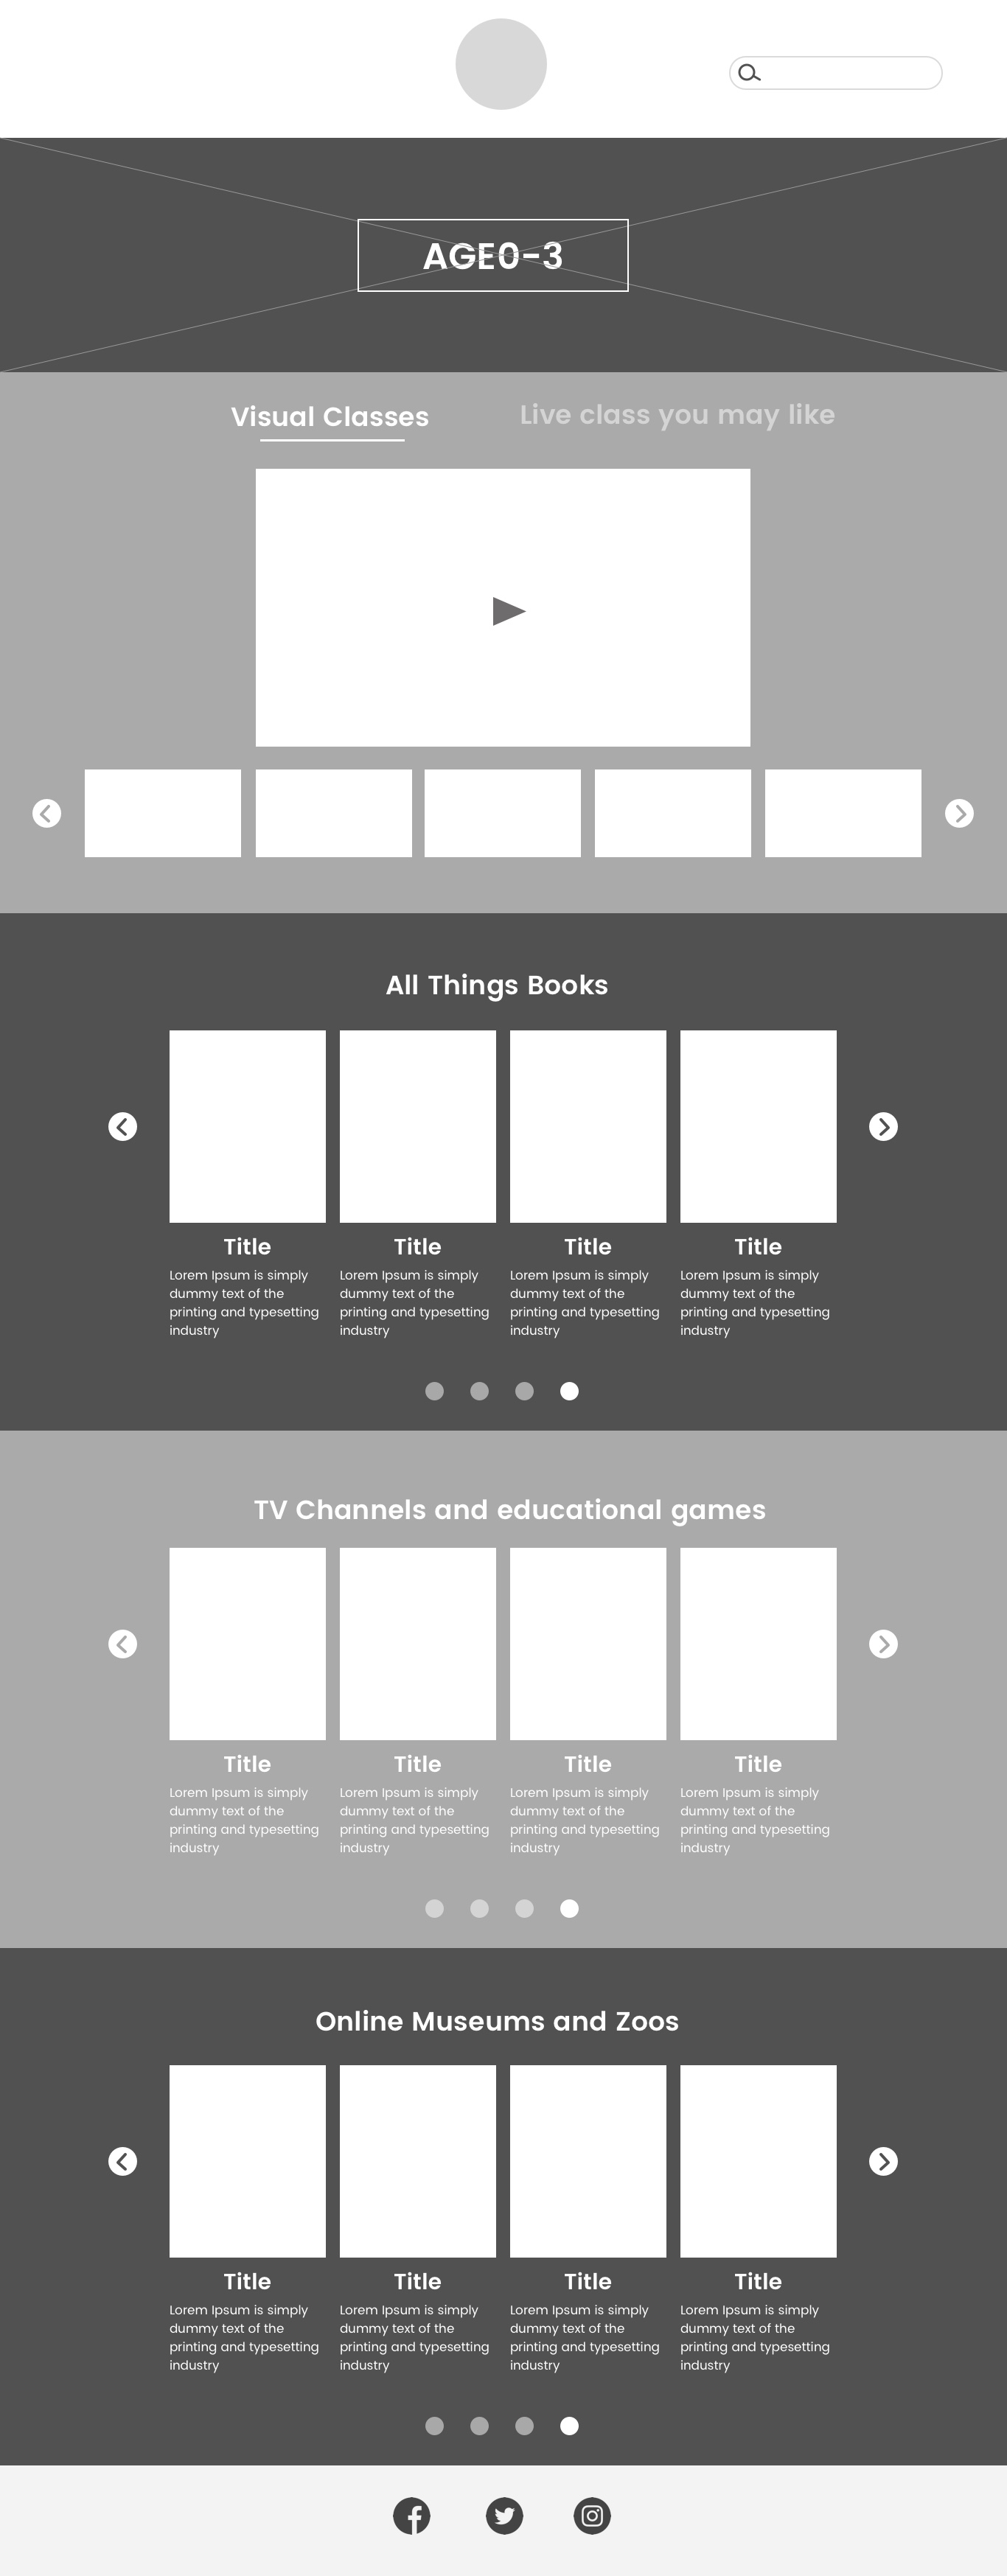 AGE0-3
Visual Classes
Live class you may like
All Things Books
Title
Lorem Ipsum is simply
dummy text of the
printing and typesetting
industry
Title
Lorem Ipsum is simply
dummy text of the
printing and typesetting
industry
Title
Lorem Ipsum is simply
dummy text of the
printing and typesetting
industry
Title
Lorem Ipsum is simply
dummy text of the
printing and typesetting
industry
TV Channels and educational games
Title
Lorem Ipsum is simply
dummy text of the
printing and typesetting
industry
Title
Lorem Ipsum is simply
dummy text of the
printing and typesetting
industry
Title
Lorem Ipsum is simply
dummy text of the
printing and typesetting
industry
Title
Lorem Ipsum is simply
dummy text of the
printing and typesetting
industry
Online Museums and Zoos
Title
Lorem Ipsum is simply
dummy text of the
printing and typesetting
industry
Title
Lorem Ipsum is simply
dummy text of the
printing and typesetting
industry
Title
Lorem Ipsum is simply
dummy text of the
printing and typesetting
industry
Title
Lorem Ipsum is simply
dummy text of the
printing and typesetting
industry